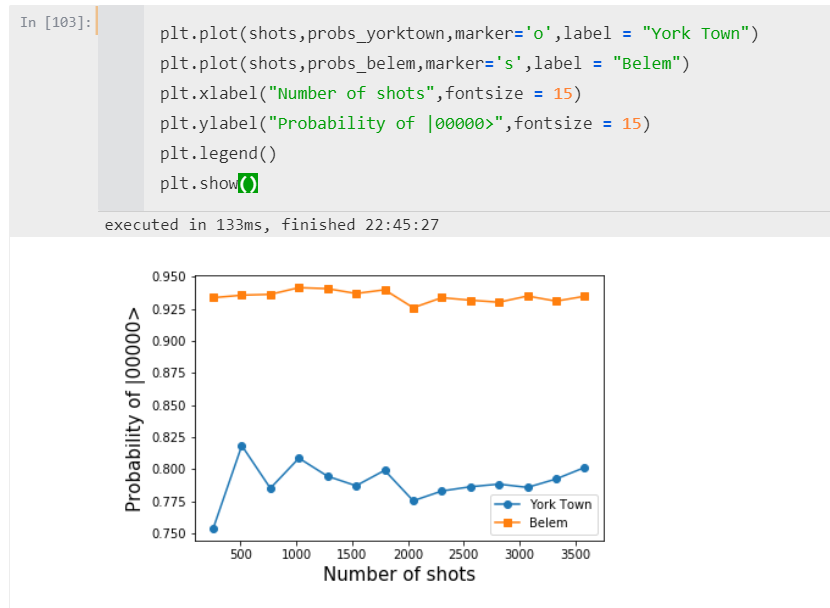 In [103]:
plt.plot(shots,probs_yorktown,marker='o',label = "York Town")
plt.plot(shots,probs_belem,marker='s',label = "Belem")
plt.xlabel("Number of shots",fontsize = 15)
plt.ylabel("Probability of |00000>",fontsize = 15)
plt.legend()
plt.show()
executed in 133ms, finished 22:45:27
Probability of |00000>
0.950
0.925
0.900
0.875
0.850
0.825
0.800
0.775
0.750
York Town
Belem
500 1000 1500 2000 2500 3000 3500
Number of shots